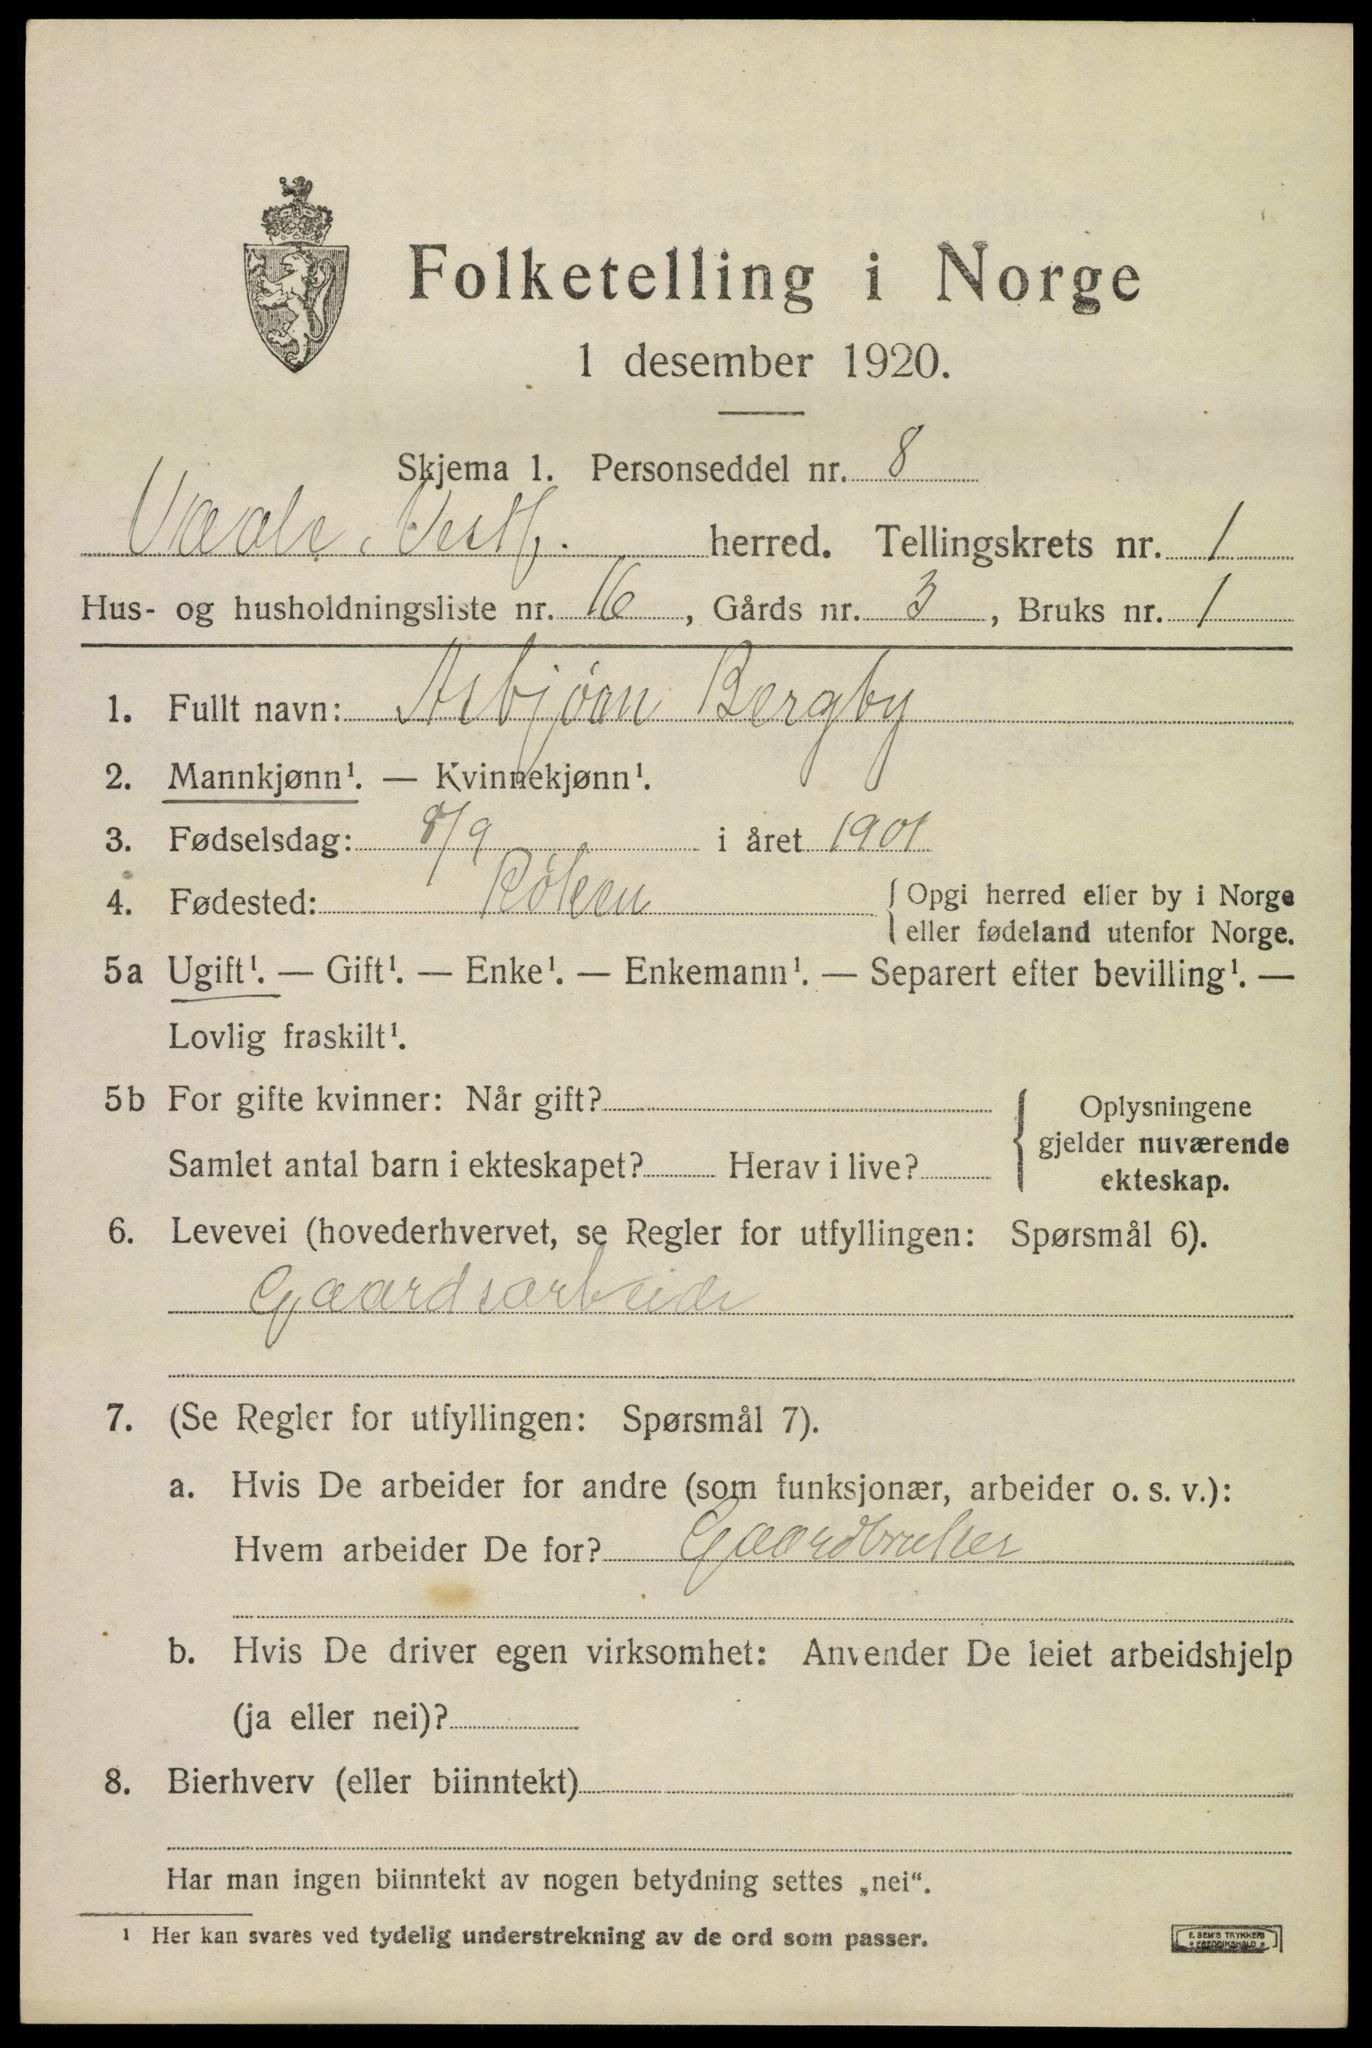 Folketelling i Norge
1 desember 1920.
Skjema 1. Personseddel nr. 8
Vaale, Vestf. herred. Tellingskrets nr. 1
Hus- og husholdningsliste nr. 16, Gårds nr. 3, Bruks nr. 1
1. Fullt navn: Asbjörn Bergby
2. Mannkjønn¹. — Kvinnekjønn¹.
3. Fødselsdag: 8/9 i året 1901
4. Fødested: Röken { Opgi herred eller by i Norge
eller fødeland utenfor Norge.
5a Ugift¹. — Gift¹. — Enke¹. — Enkemann¹. — Separert efter bevilling¹. —
Lovlig fraskilt¹.
5b For gifte kvinner: Når gift?
Samlet antal barn i ekteskapet? Herav i live?
{ Oplysningene
gjelder nuværende
ekteskap.
6. Levevei (hovederhvervet, se Regler for utfyllingen: Spørsmål 6).
Gaardsarbeide
7. (Se Regler for utfyllingen: Spørsmål 7).
a. Hvis De arbeider for andre (som funksjonær, arbeider o. s. v.):
Hvem arbeider De for? Gaardbruker
b. Hvis De driver egen virksomhet: Anvender De leiet arbeidshjelp
(ja eller nei)?
8. Bierhverv (eller biinntekt)
Har man ingen biinntekt av nogen betydning settes „nei“.
¹ Her kan svares ved tydelig understrekning av de ord som passer.
E. SEM'S TRYKKERI
FREDRIKSHALD